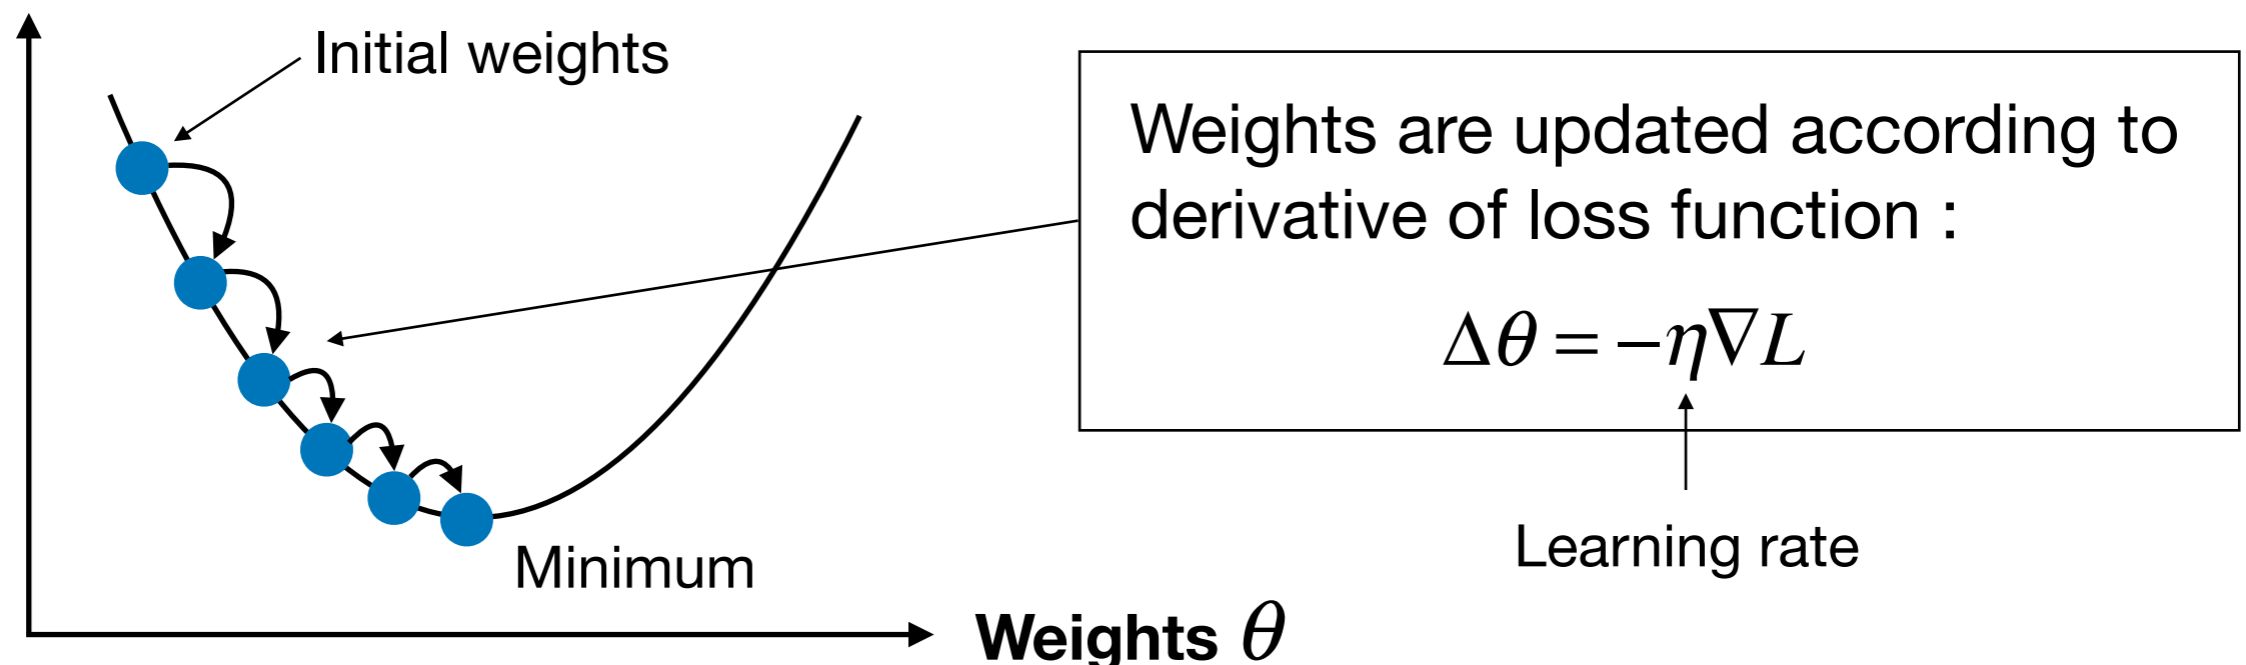 Initial weights
Weights are updated according to
derivative of loss function :
Δθ = −η∇L
Learning rate
Minimum
Weights θ